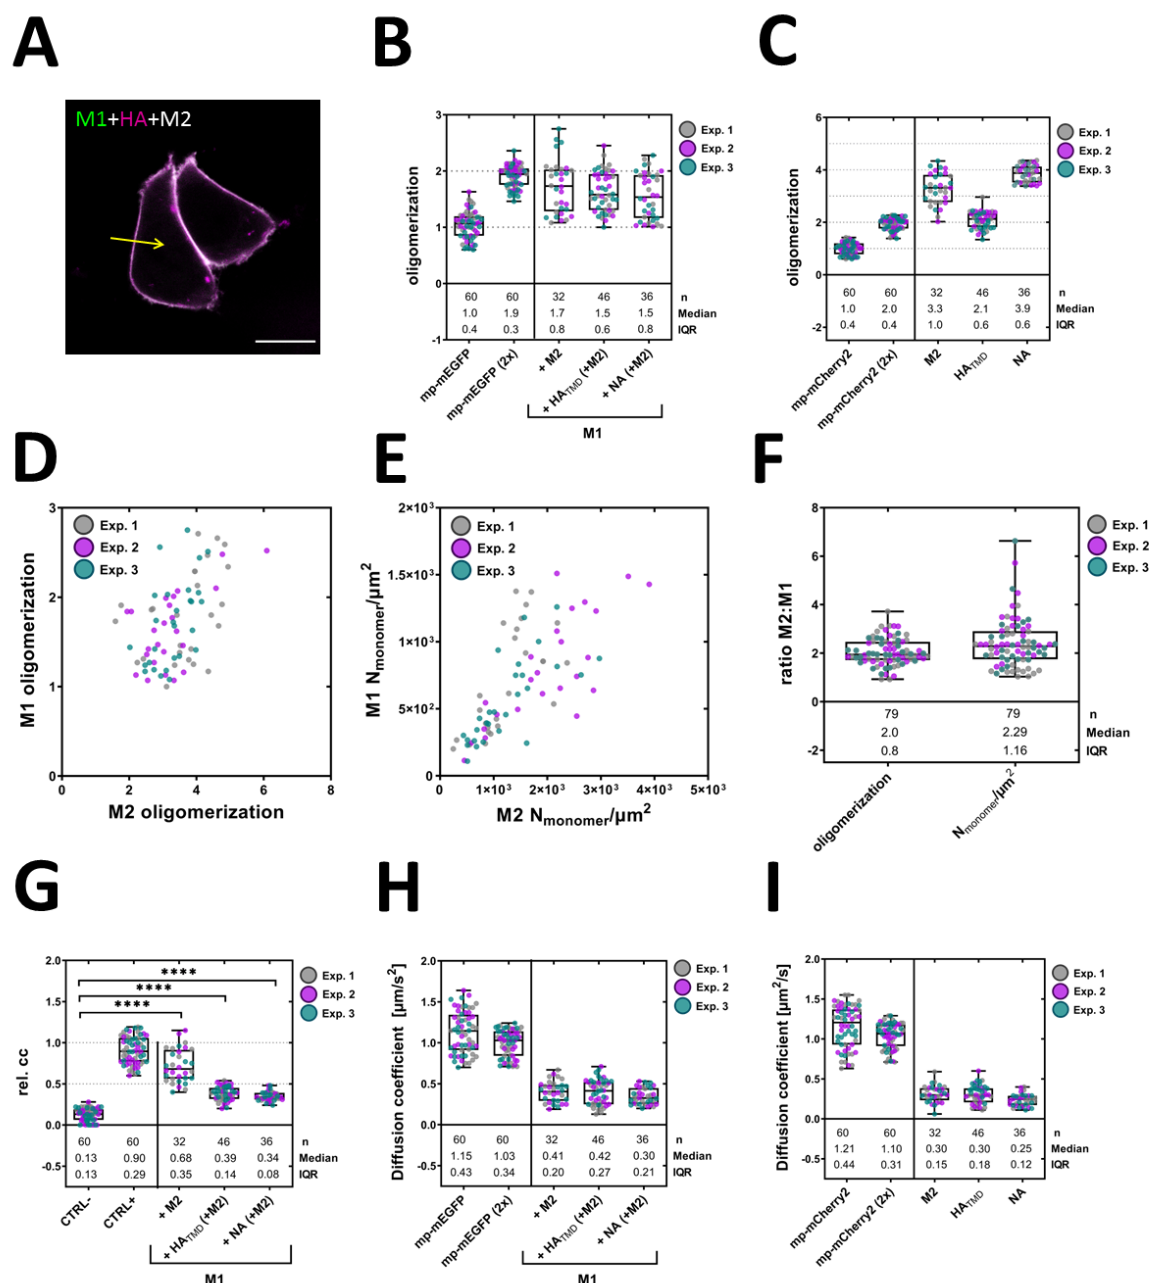 A
M1+HA+M2
B
oligomerization
3
2
1
0
-1
Exp. 1
Exp. 2
Exp. 3
60 60 32 46 36 n
1.0 1.9 1.7 1.5 1.5 Median
0.4 0.3 0.8 0.6 0.8 IQR
mp-mEGFP
mp-mEGFP (2x)
+ M2
+ HATMD (+M2)
+ NA (+M2)
M1
C
oligomerization
6
4
2
0
-2
Exp. 1
Exp. 2
Exp. 3
60 60 32 46 36 n
1.0 2.0 3.3 2.1 3.9 Median
0.4 0.4 1.0 0.6 0.6 IQR
mp-mCherry2
mp-mCherry2 (2x)
M2
HATMD
NA
D
M1 oligomerization
3
2
1
0
Exp. 1
Exp. 2
Exp. 3
0 2 4 6 8
M2 oligomerization
E
M1 Nmonomer/µm²
2×10³
1.5×10³
1×10³
5×10²
0
Exp. 1
Exp. 2
Exp. 3
0 1×10³ 2×10³ 3×10³ 4×10³ 5×10³
M2 Nmonomer/µm²
F
ratio M2:M1
8
6
4
2
0
-2
Exp. 1
Exp. 2
Exp. 3
79 79 n
2.0 2.29 Median
0.8 1.16 IQR
oligomerization
Nmonomer/µm²
G
rel. cc
2.0
1.5
1.0
0.5
0.0
-0.5
****
****
****
Exp. 1
Exp. 2
Exp. 3
60 60 32 46 36 n
0.13 0.90 0.68 0.39 0.34 Median
0.13 0.29 0.35 0.14 0.08 IQR
CTRL-
CTRL+
+ M2
+ HATMD (+M2)
+ NA (+M2)
M1
H
Diffusion coefficient [µm/s²]
2.0
1.5
1.0
0.5
0.0
-0.5
Exp. 1
Exp. 2
Exp. 3
60 60 32 46 36 n
1.15 1.03 0.41 0.42 0.30 Median
0.43 0.34 0.20 0.27 0.21 IQR
mp-mEGFP
mp-mEGFP (2x)
+ M2
+ HATMD (+M2)
+ NA (+M2)
M1
I
Diffusion coefficient [µm²/s]
2.0
1.5
1.0
0.5
0.0
-0.5
Exp. 1
Exp. 2
Exp. 3
60 60 32 46 36 n
1.21 1.10 0.30 0.30 0.25 Median
0.44 0.31 0.15 0.18 0.12 IQR
mp-mCherry2
mp-mCherry2 (2x)
M2
HATMD
NA